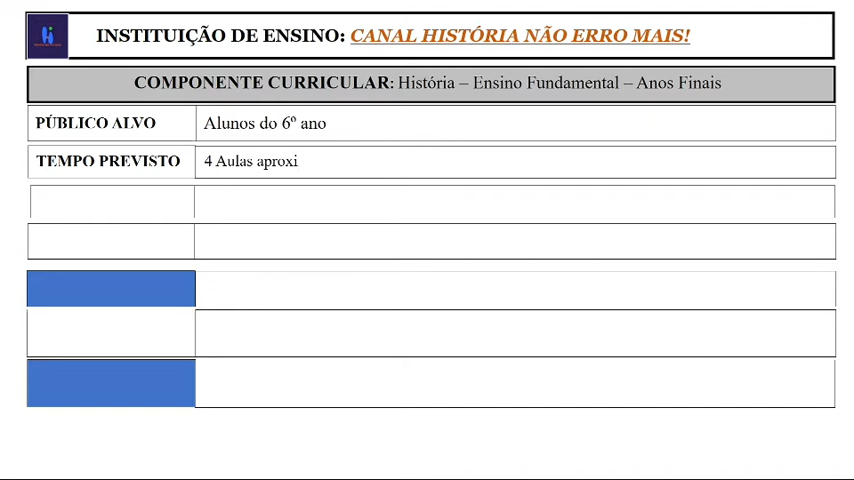 INSTITUIÇÃO DE ENSINO: CANAL HISTÓRIA NÃO ERRO MAIS!
COMPONENTE CURRICULAR: História – Ensino Fundamental – Anos Finais
PÚBLICO ALVO Alunos do 6º ano
TEMPO PREVISTO 4 Aulas aproxi